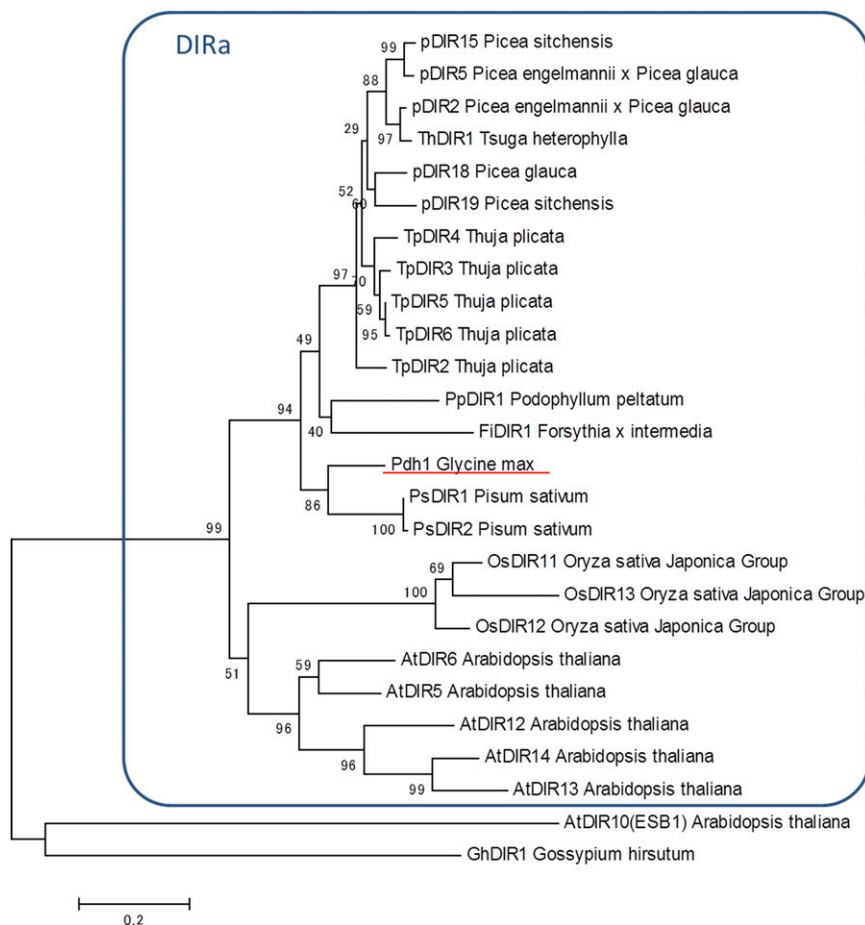 DIRa
99
pDIR15 Picea sitchensis
pDIR5 Picea engelmannii x Picea glauca
88
pDIR2 Picea engelmannii x Picea glauca
97
ThDIR1 Tsuga heterophylla
29
pDIR18 Picea glauca
52
60
pDIR19 Picea sitchensis
TpDIR4 Thuja plicata
97
70
TpDIR3 Thuja plicata
59
TpDIR5 Thuja plicata
95
TpDIR6 Thuja plicata
49
TpDIR2 Thuja plicata
94
PpDIR1 Podophyllum peltatum
40
FiDIR1 Forsythia x intermedia
Pdh1 Glycine max
86
PsDIR1 Pisum sativum
100
PsDIR2 Pisum sativum
99
69
OsDIR11 Oryza sativa Japonica Group
100
OsDIR13 Oryza sativa Japonica Group
OsDIR12 Oryza sativa Japonica Group
51
59
AtDIR6 Arabidopsis thaliana
AtDIR5 Arabidopsis thaliana
96
AtDIR12 Arabidopsis thaliana
96
AtDIR14 Arabidopsis thaliana
99
AtDIR13 Arabidopsis thaliana
AtDIR10(ESB1) Arabidopsis thaliana
GhDIR1 Gossypium hirsutum
0.2